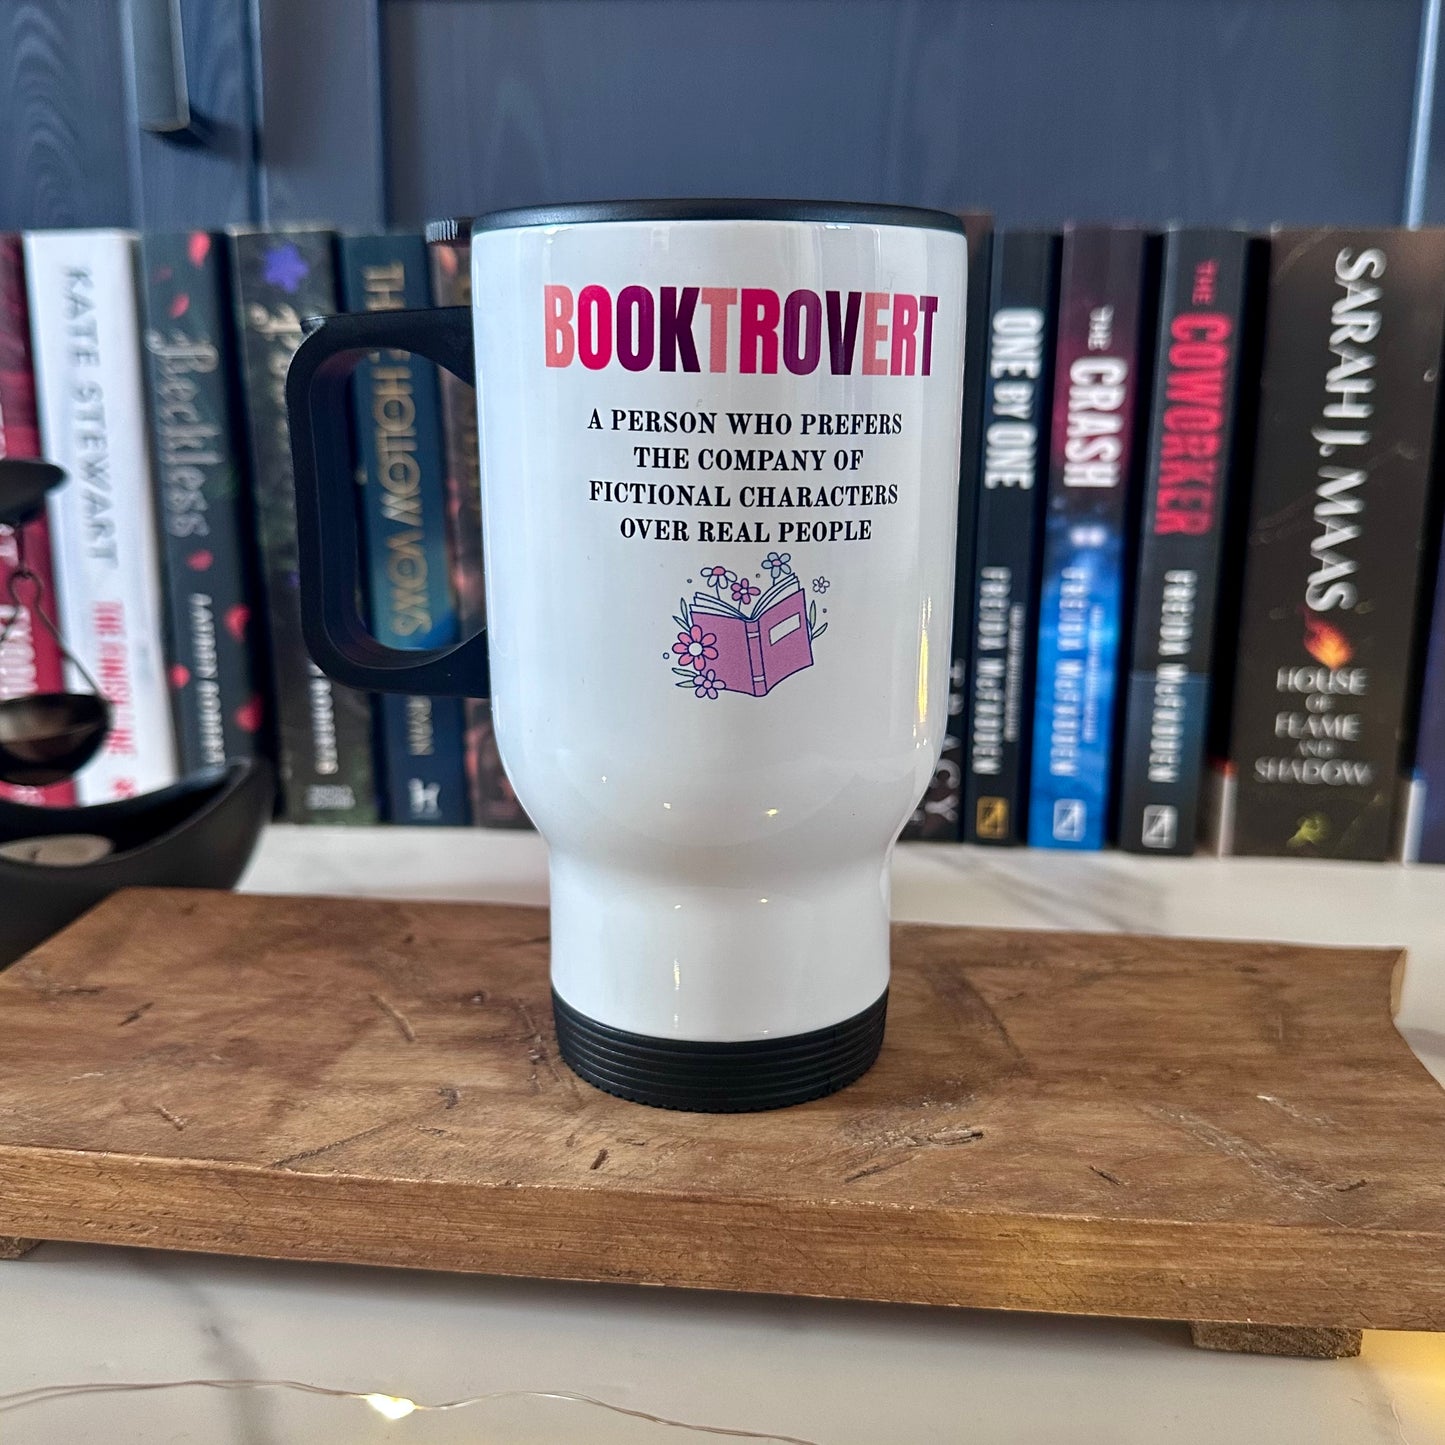 BOOKTROVERT
A PERSON WHO PREFERS
THE COMPANY OF
FICTIONAL CHARACTERS
OVER REAL PEOPLE
KATE STEWART
Reckless
THE
HOLLOW
VOXS
ONE BY ONE
FREIDA McFADDEN
THE CRASH
FREIDA McFADDEN
THE COWORKER
FREIDA McFADDEN
SARAH J. MAAS
HOUSE
OF
FLAME
AND
SHADOW